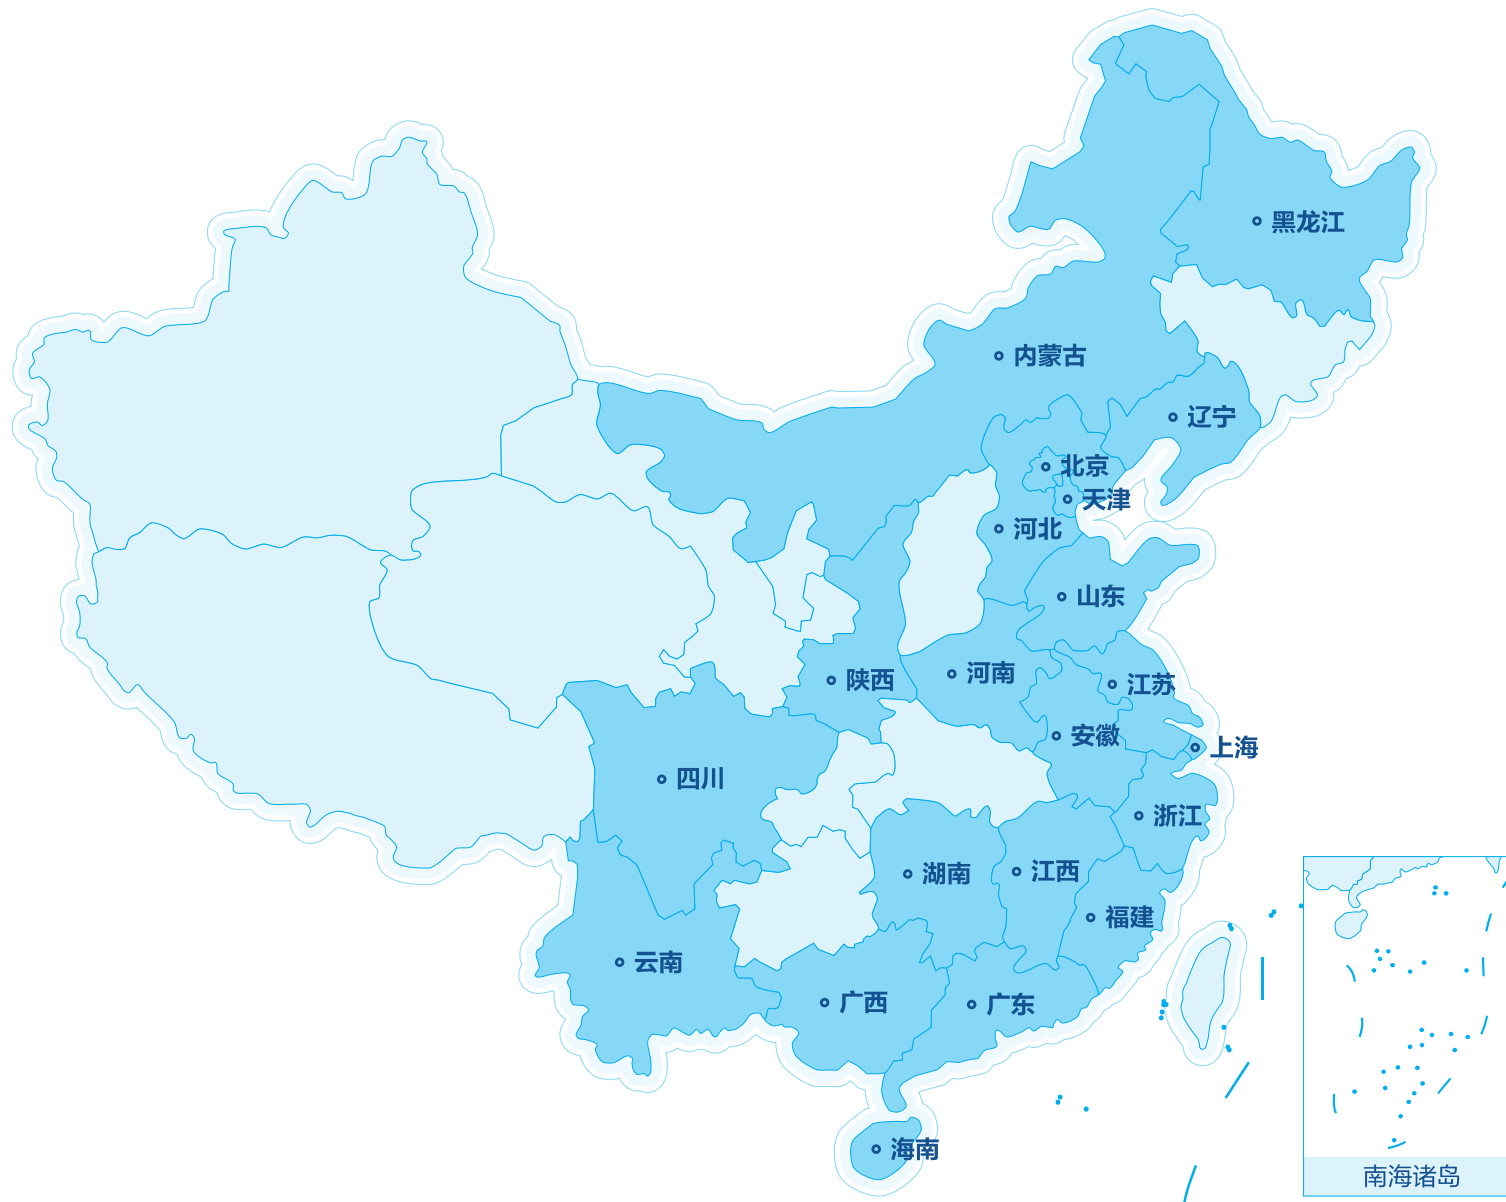 黑龙江
内蒙古
辽宁
北京
天津
河北
山东
陕西
河南
江苏
安徽
上海
四川
浙江
湖南
江西
福建
云南
广西
广东
海南
南海诸岛